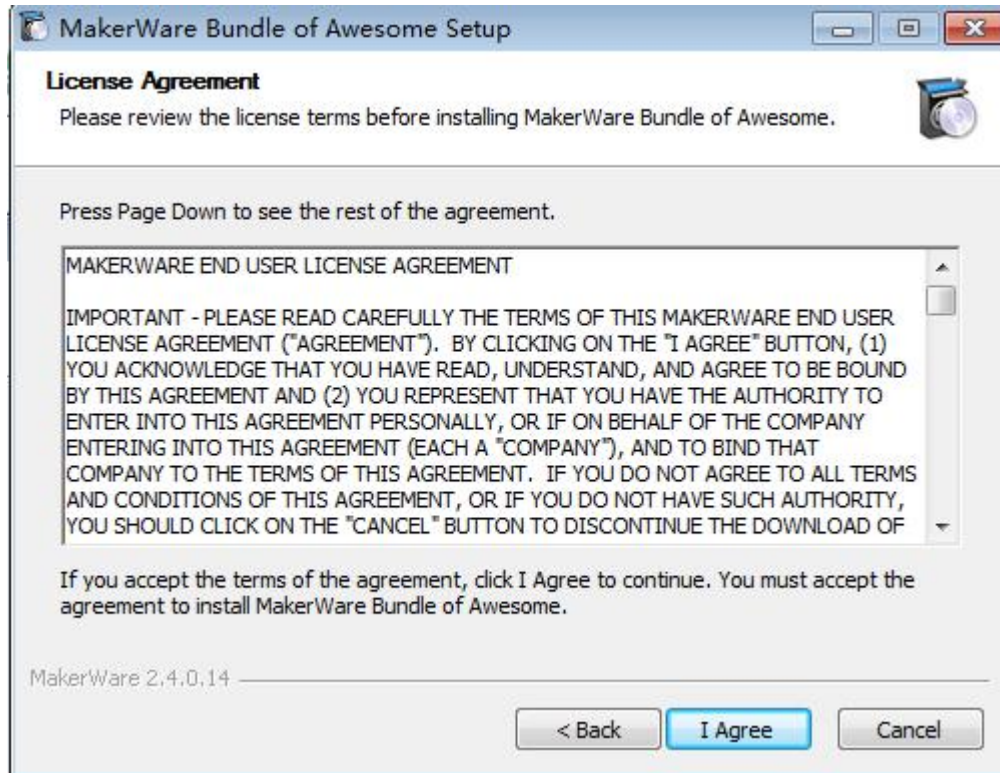 MakerWare Bundle of Awesome Setup
License Agreement
Please review the license terms before installing MakerWare Bundle of Awesome.
Press Page Down to see the rest of the agreement.
MAKERWARE END USER LICENSE AGREEMENT
IMPORTANT - PLEASE READ CAREFULLY THE TERMS OF THIS MAKERWARE END USER
LICENSE AGREEMENT ("AGREEMENT").  BY CLICKING ON THE "I AGREE" BUTTON, (1)
YOU ACKNOWLEDGE THAT YOU HAVE READ, UNDERSTAND, AND AGREE TO BE BOUND
BY THIS AGREEMENT AND (2) YOU REPRESENT THAT YOU HAVE THE AUTHORITY TO
ENTER INTO THIS AGREEMENT PERSONALLY, OR IF ON BEHALF OF THE COMPANY
ENTERING INTO THIS AGREEMENT (EACH A "COMPANY"), AND TO BIND THAT
COMPANY TO THE TERMS OF THIS AGREEMENT.  IF YOU DO NOT AGREE TO ALL TERMS
AND CONDITIONS OF THIS AGREEMENT, OR IF YOU DO NOT HAVE SUCH AUTHORITY,
YOU SHOULD CLICK ON THE "CANCEL" BUTTON TO DISCONTINUE THE DOWNLOAD OF
If you accept the terms of the agreement, click I Agree to continue. You must accept the
agreement to install MakerWare Bundle of Awesome.
MakerWare 2.4.0.14
< Back
I Agree
Cancel